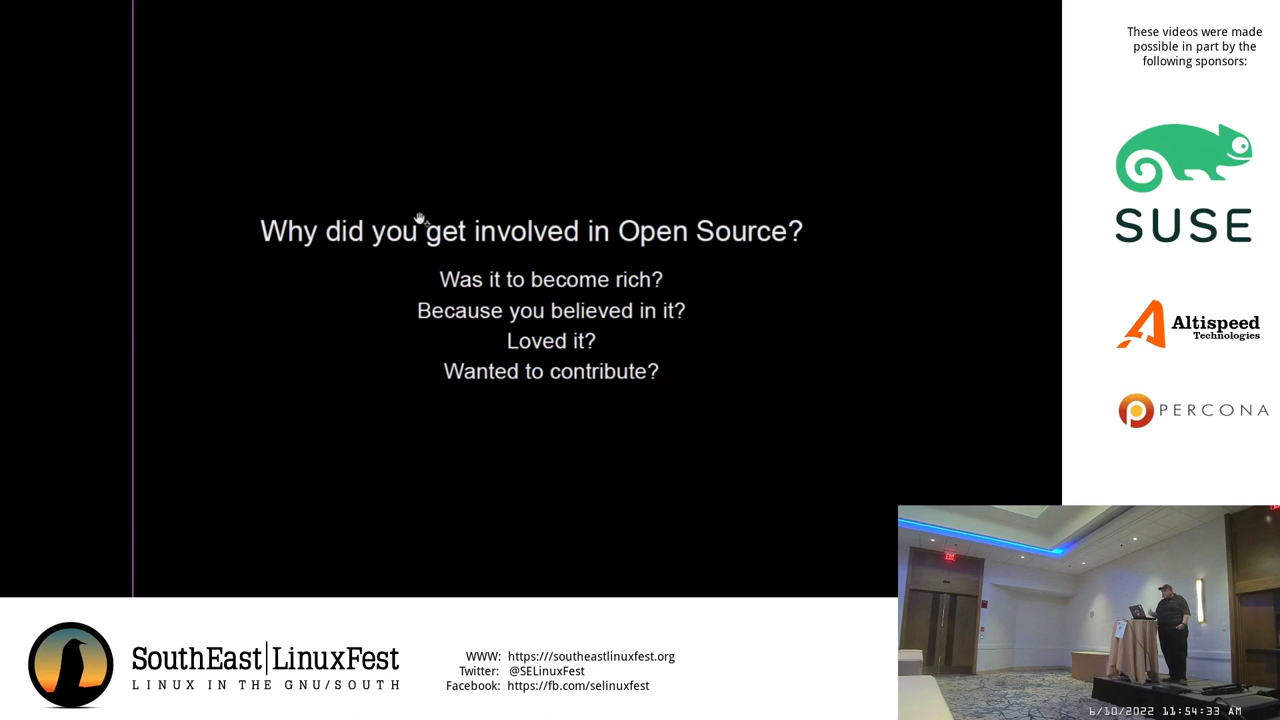 Why did you get involved in Open Source?
Was it to become rich?
Because you believed in it?
Loved it?
Wanted to contribute?
These videos were made
possible in part by the
following sponsors:
SUSE
Altispeed
Technologies
PERCONA
SouthEast|LinuxFest
LINUX IN THE GNU/SOUTH
WWW: https:///southeastlinuxfest.org
Twitter: @SELinuxFest
Facebook: https://fb.com/selinuxfest
6/10/2022 11:54:33 AM